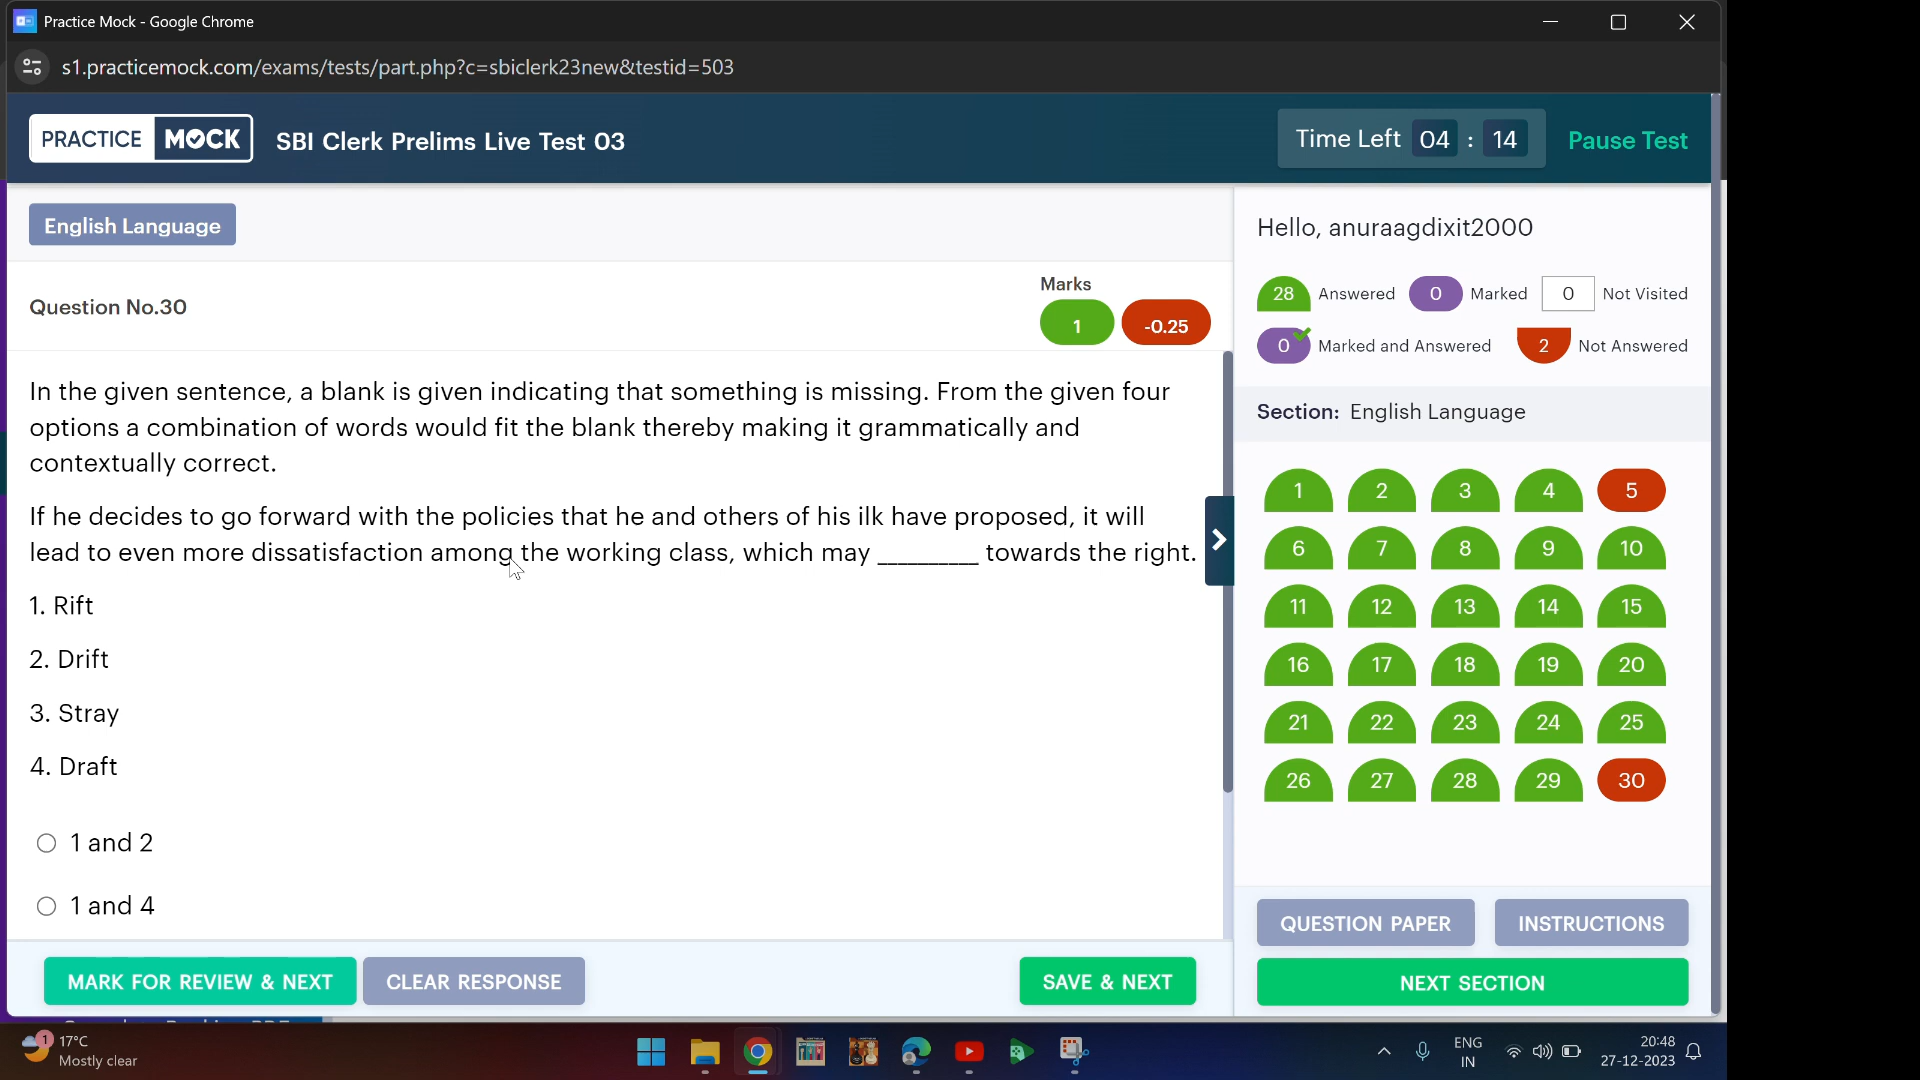 Practice Mock - Google Chrome
s1.practicemock.com/exams/tests/part.php?c=sbiclerk23new&testid=503
PRACTICE MOCK
SBI Clerk Prelims Live Test 03
Time Left 04 : 14
Pause Test
English Language
Question No.30
Marks
1 -0.25
In the given sentence, a blank is given indicating that something is missing. From the given four
options a combination of words would fit the blank thereby making it grammatically and
contextually correct.
If he decides to go forward with the policies that he and others of his ilk have proposed, it will
lead to even more dissatisfaction among the working class, which may __________ towards the right.
1. Rift
2. Drift
3. Stray
4. Draft
1 and 2
1 and 4
MARK FOR REVIEW & NEXT
CLEAR RESPONSE
SAVE & NEXT
Hello, anuraagdixit2000
28 Answered 0 Marked 0 Not Visited
0 Marked and Answered 2 Not Answered
Section: English Language
1 2 3 4 5
6 7 8 9 10
11 12 13 14 15
16 17 18 19 20
21 22 23 24 25
26 27 28 29 30
QUESTION PAPER
INSTRUCTIONS
NEXT SECTION
1
17°C
Mostly clear
ENG
IN
20:48
27-12-2023